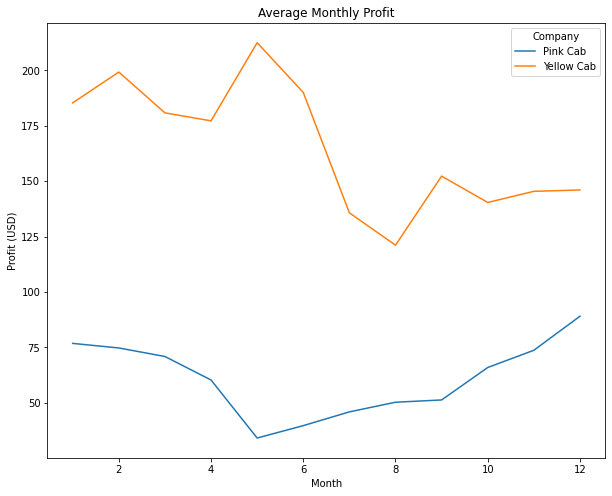 Average Monthly Profit
Company
Pink Cab
Yellow Cab
Profit (USD)
200
175
150
125
100
75
50
2 4 6 8 10 12
Month